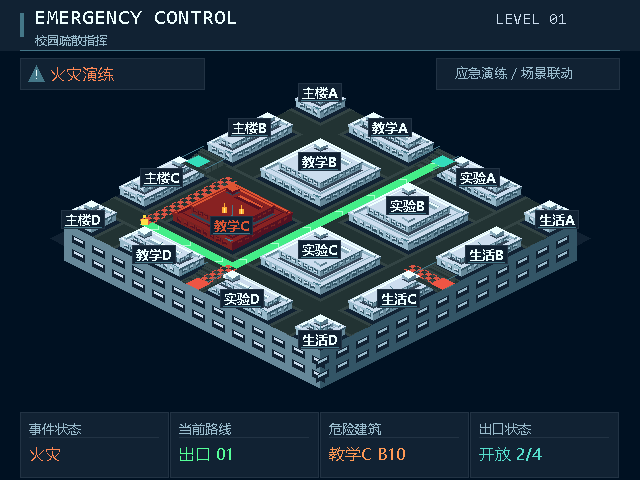 EMERGENCY CONTROL
LEVEL 01
校园疏散指挥
火灾演练
应急演练 / 场景联动
主楼A
主楼B
教学A
教学B
主楼C
实验A
实验B
主楼D
教学C
生活A
教学D
实验C
生活B
实验D
生活C
生活D
事件状态
火灾
当前路线
出口 01
危险建筑
教学C B10
出口状态
开放 2/4